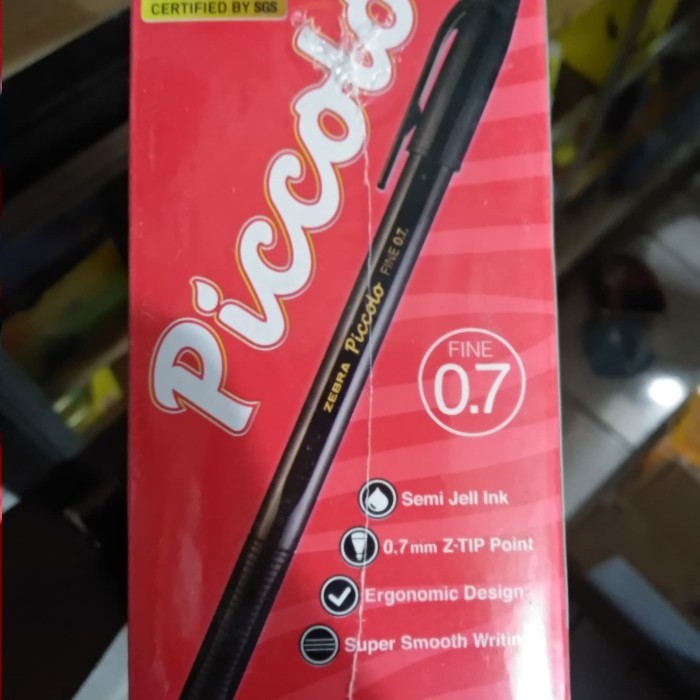 CERTIFIED BY SGS
Piccolo
ZEBRA Piccolo FINE 0.7
FINE
0.7
Semi Jell Ink
0.7mm Z-TIP Point
Ergonomic Design
Super Smooth Writin